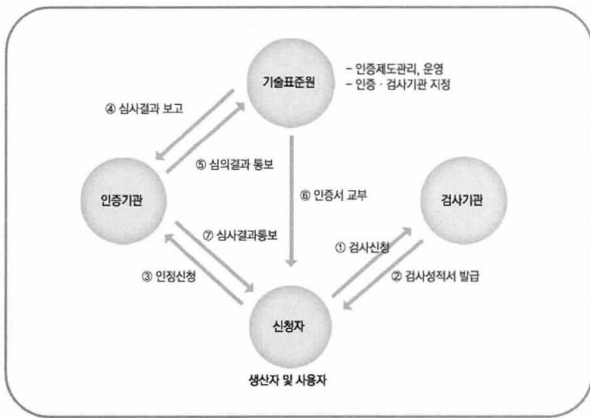 기술표준원
- 인증제도관리, 운영
- 인증 · 검사기관 지정
④ 심사결과 보고
⑤ 심의결과 통보
인증기관
⑥ 인증서 교부
검사기관
⑦ 심사결과통보
① 검사신청
③ 인정신청
② 검사성적서 발급
신청자
생산자 및 사용자